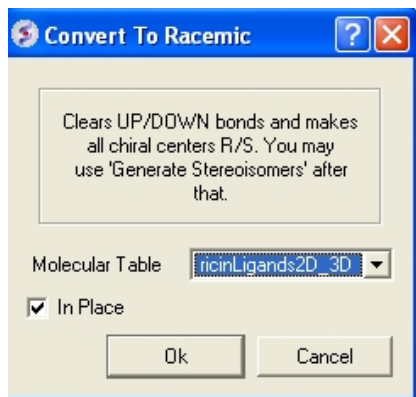 Convert To Racemic
Clears UP/DOWN bonds and makes
all chiral centers R/S. You may
use 'Generate Stereoisomers' after
that.
Molecular Table ricinLigands2D_3D
In Place
Ok Cancel